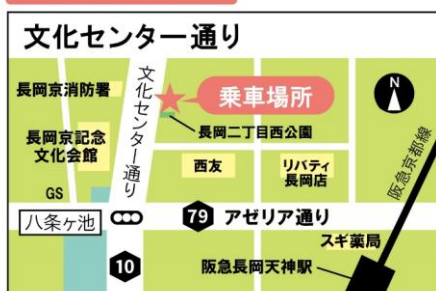 文化センター通り
長岡京消防署
文化センター通り
乗車場所
N
長岡二丁目西公園
長岡京記念
文化会館
西友
リバティ
長岡店
阪急京都線
GS
八条ヶ池
79
アゼリア通り
スギ薬局
10
阪急長岡天神駅